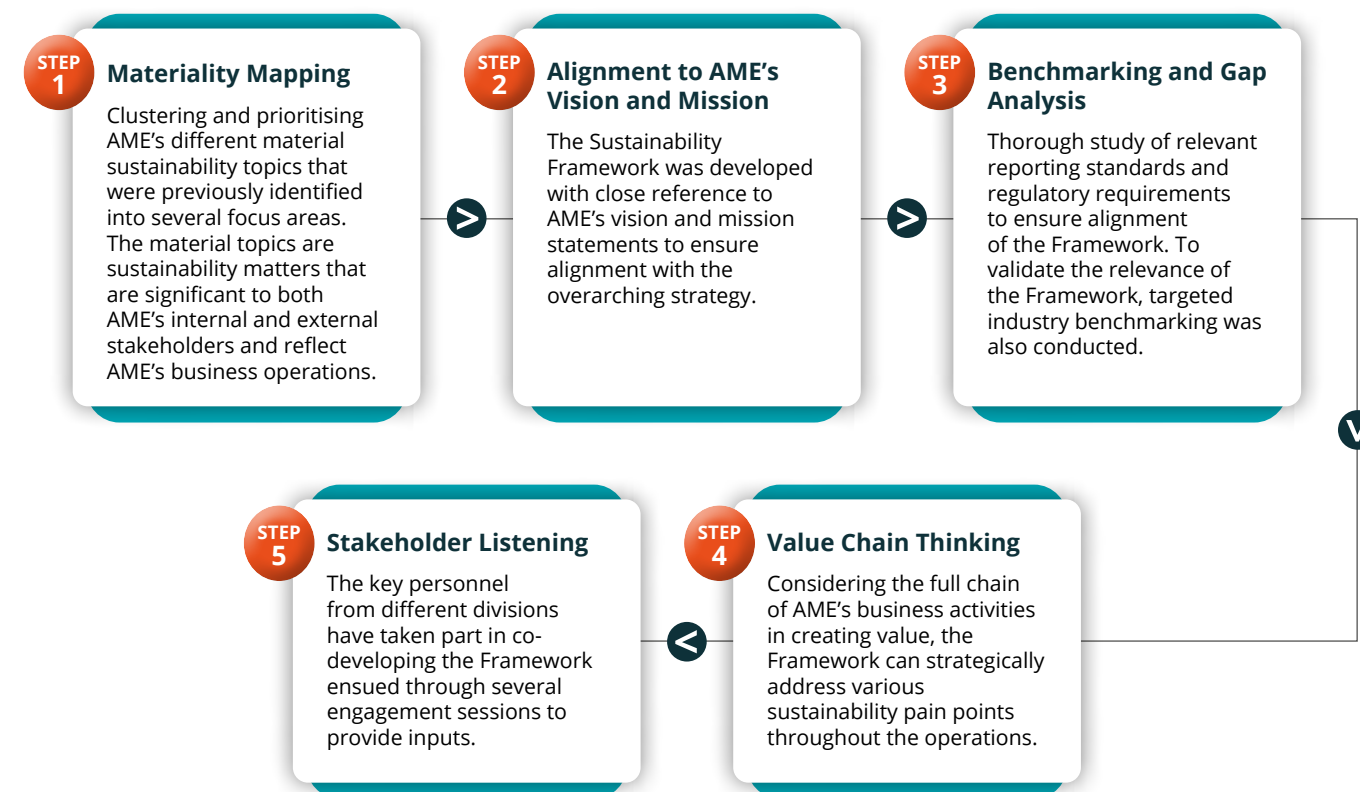 STEP
1
Materiality Mapping
Clustering and prioritising
AME's different material
sustainability topics that
were previously identified
into several focus areas.
The material topics are
sustainability matters that
are significant to both
AME's internal and external
stakeholders and reflect
AME's business operations.
>
STEP
2
Alignment to AME's
Vision and Mission
The Sustainability
Framework was developed
with close reference to
AME's vision and mission
statements to ensure
alignment with the
overarching strategy.
>
STEP
3
Benchmarking and Gap
Analysis
Thorough study of relevant
reporting standards and
regulatory requirements
to ensure alignment
of the Framework. To
validate the relevance of
the Framework, targeted
industry benchmarking was
also conducted.
STEP
4
Value Chain Thinking
Considering the full chain
of AME's business activities
in creating value, the
Framework can strategically
address various
sustainability pain points
throughout the operations.
<
STEP
5
Stakeholder Listening
The key personnel
from different divisions
have taken part in co-
developing the Framework
ensued through several
engagement sessions to
provide inputs.